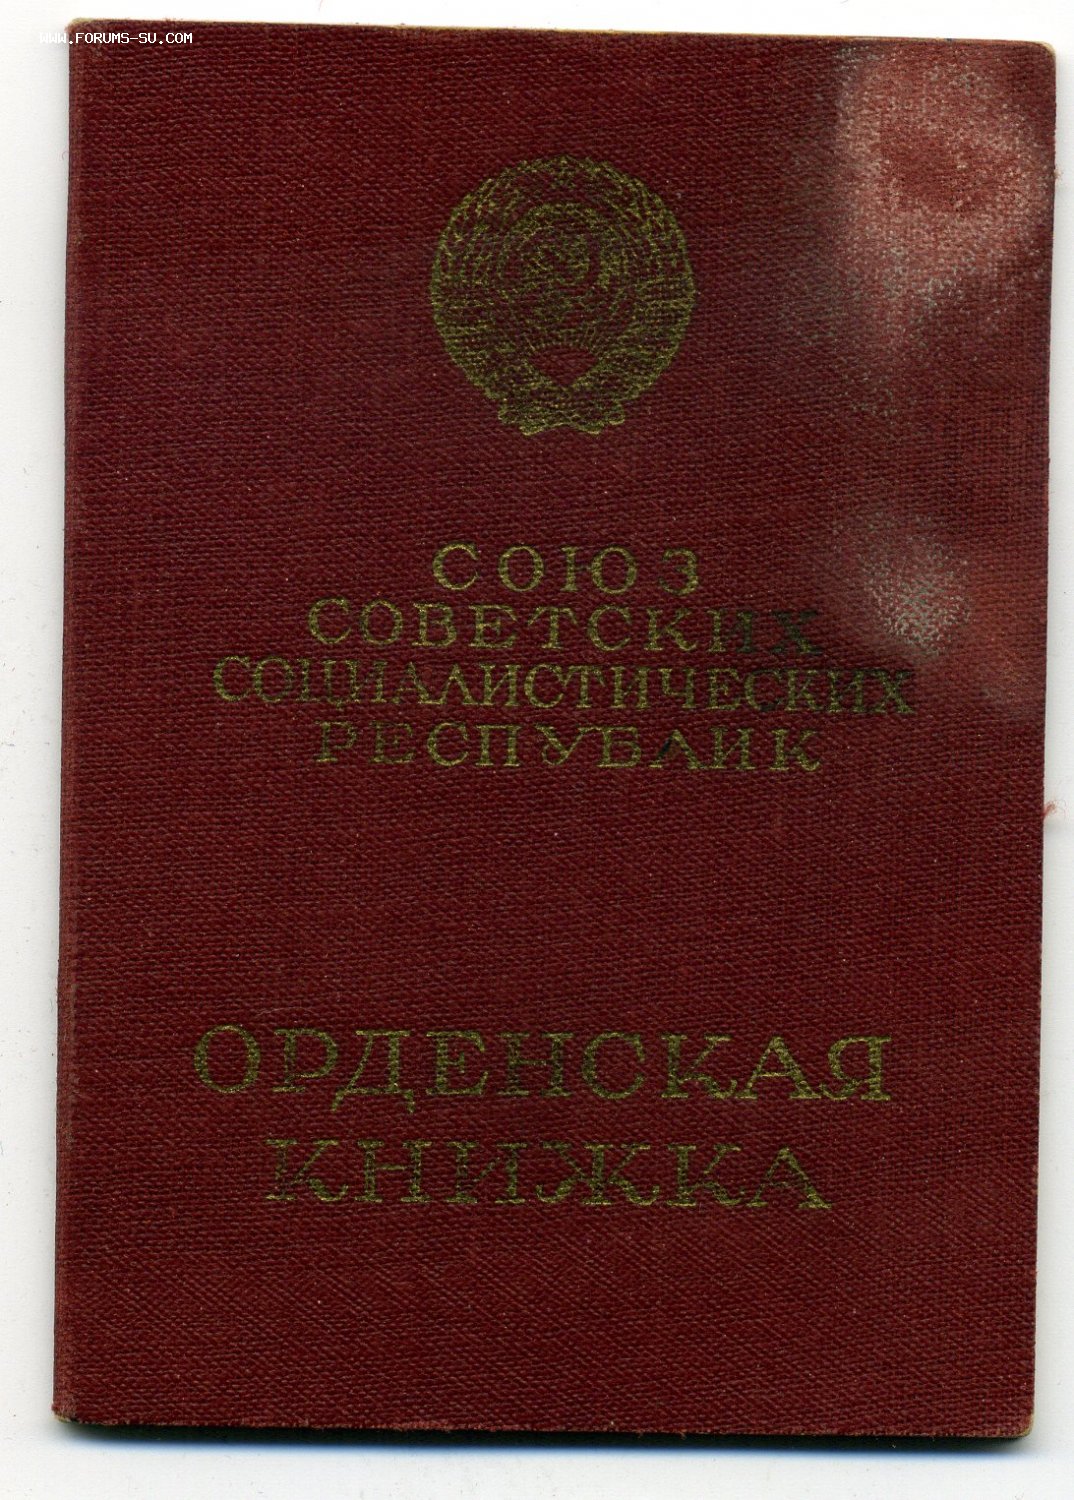 WWW.FORUMS-SU.COM
СОЮЗ
СОВЕТСКИХ
СОЦИАЛИСТИЧЕСКИХ
РЕСПУБЛИК
ОРДЕНСКАЯ
КНИЖКА